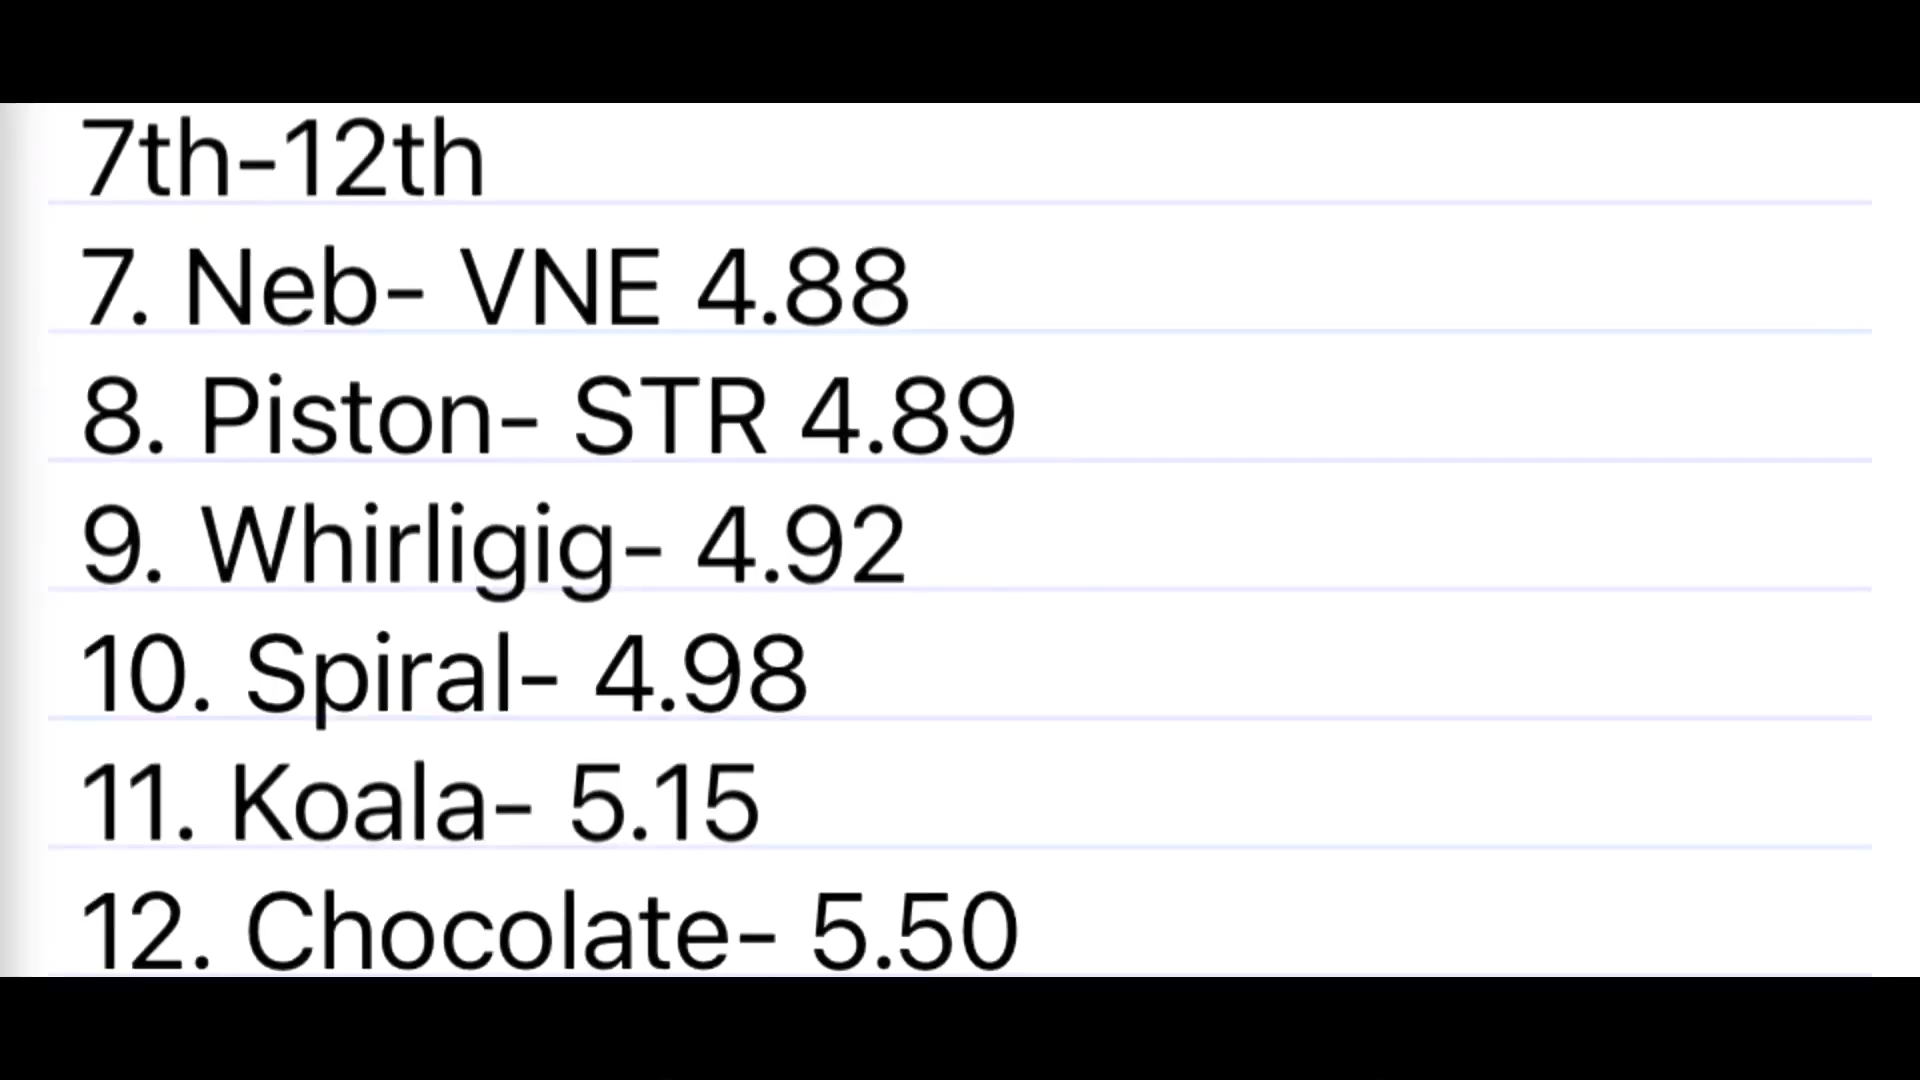 7th-12th
7. Neb- VNE 4.88
8. Piston- STR 4.89
9. Whirligig- 4.92
10. Spiral- 4.98
11. Koala- 5.15
12. Chocolate- 5.50